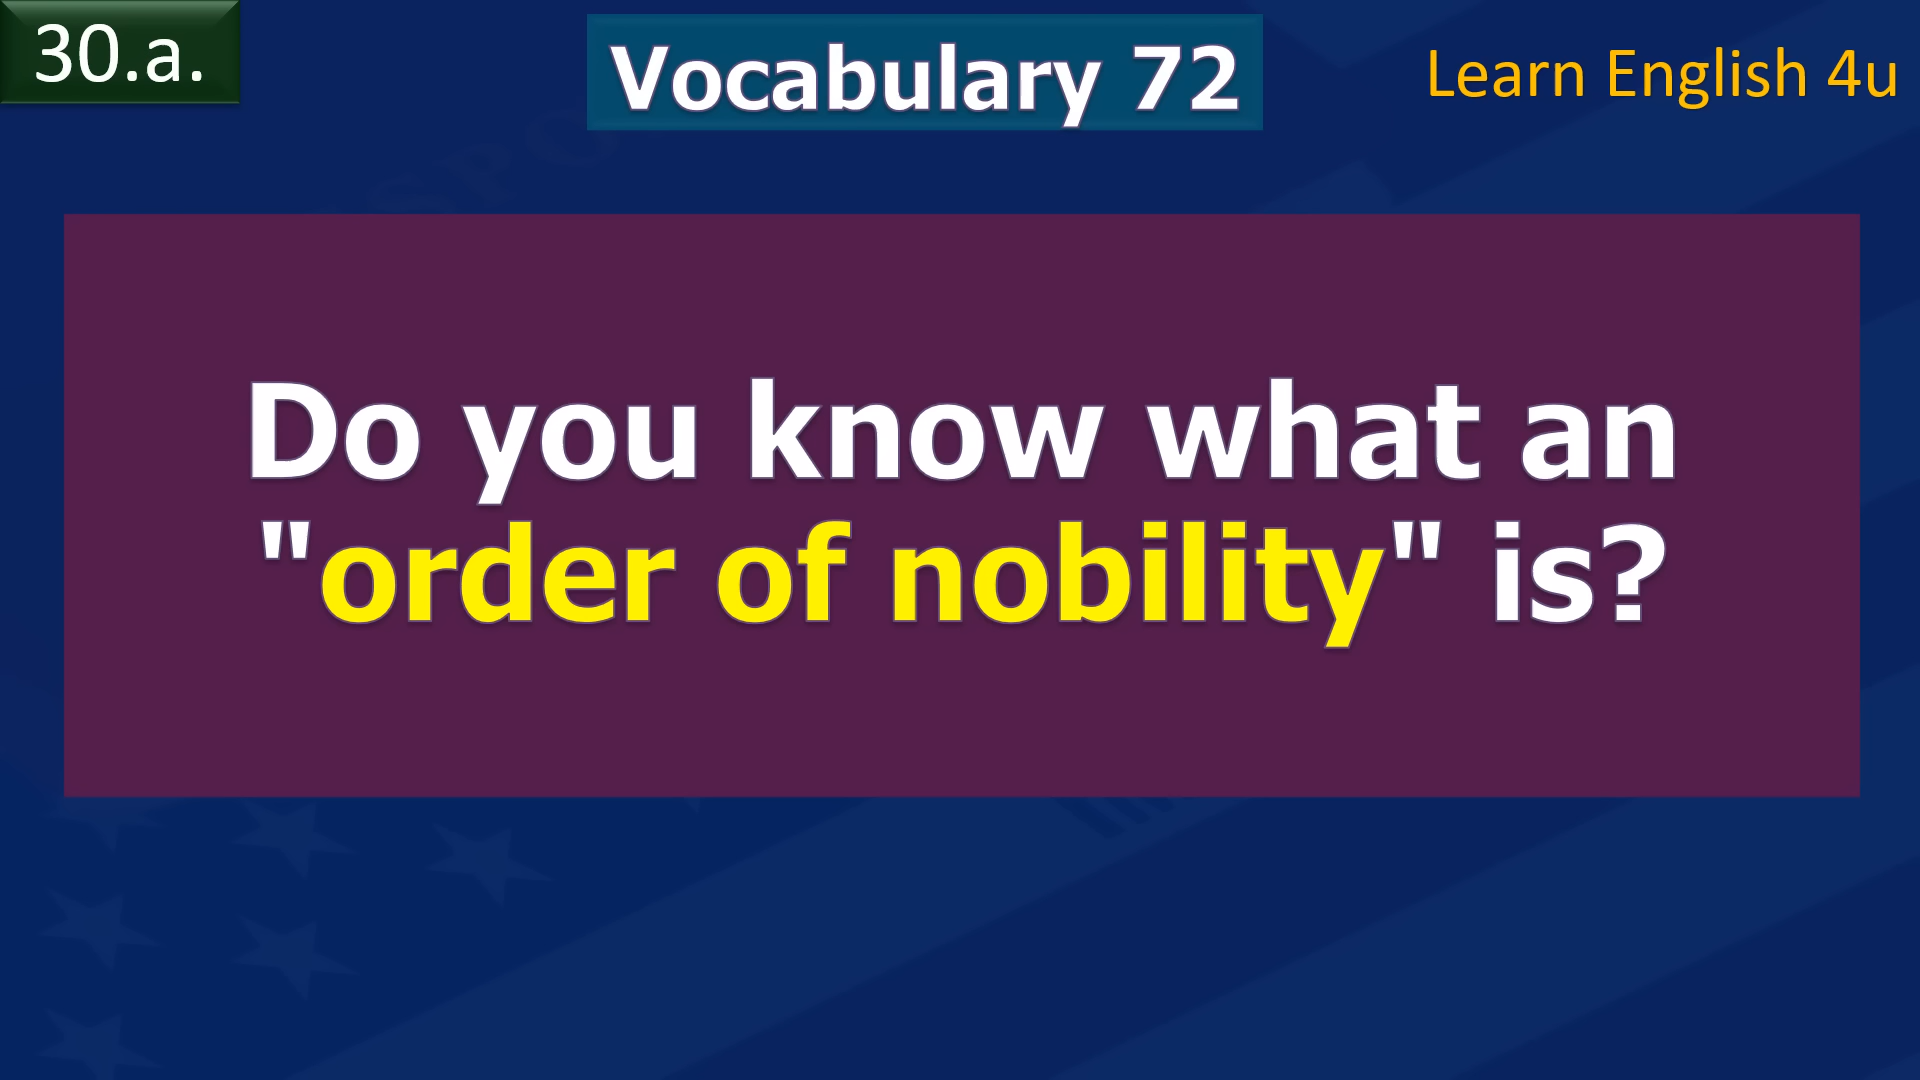 30.a.
Vocabulary 72
Learn English 4u
Do you know what an
"order of nobility" is?